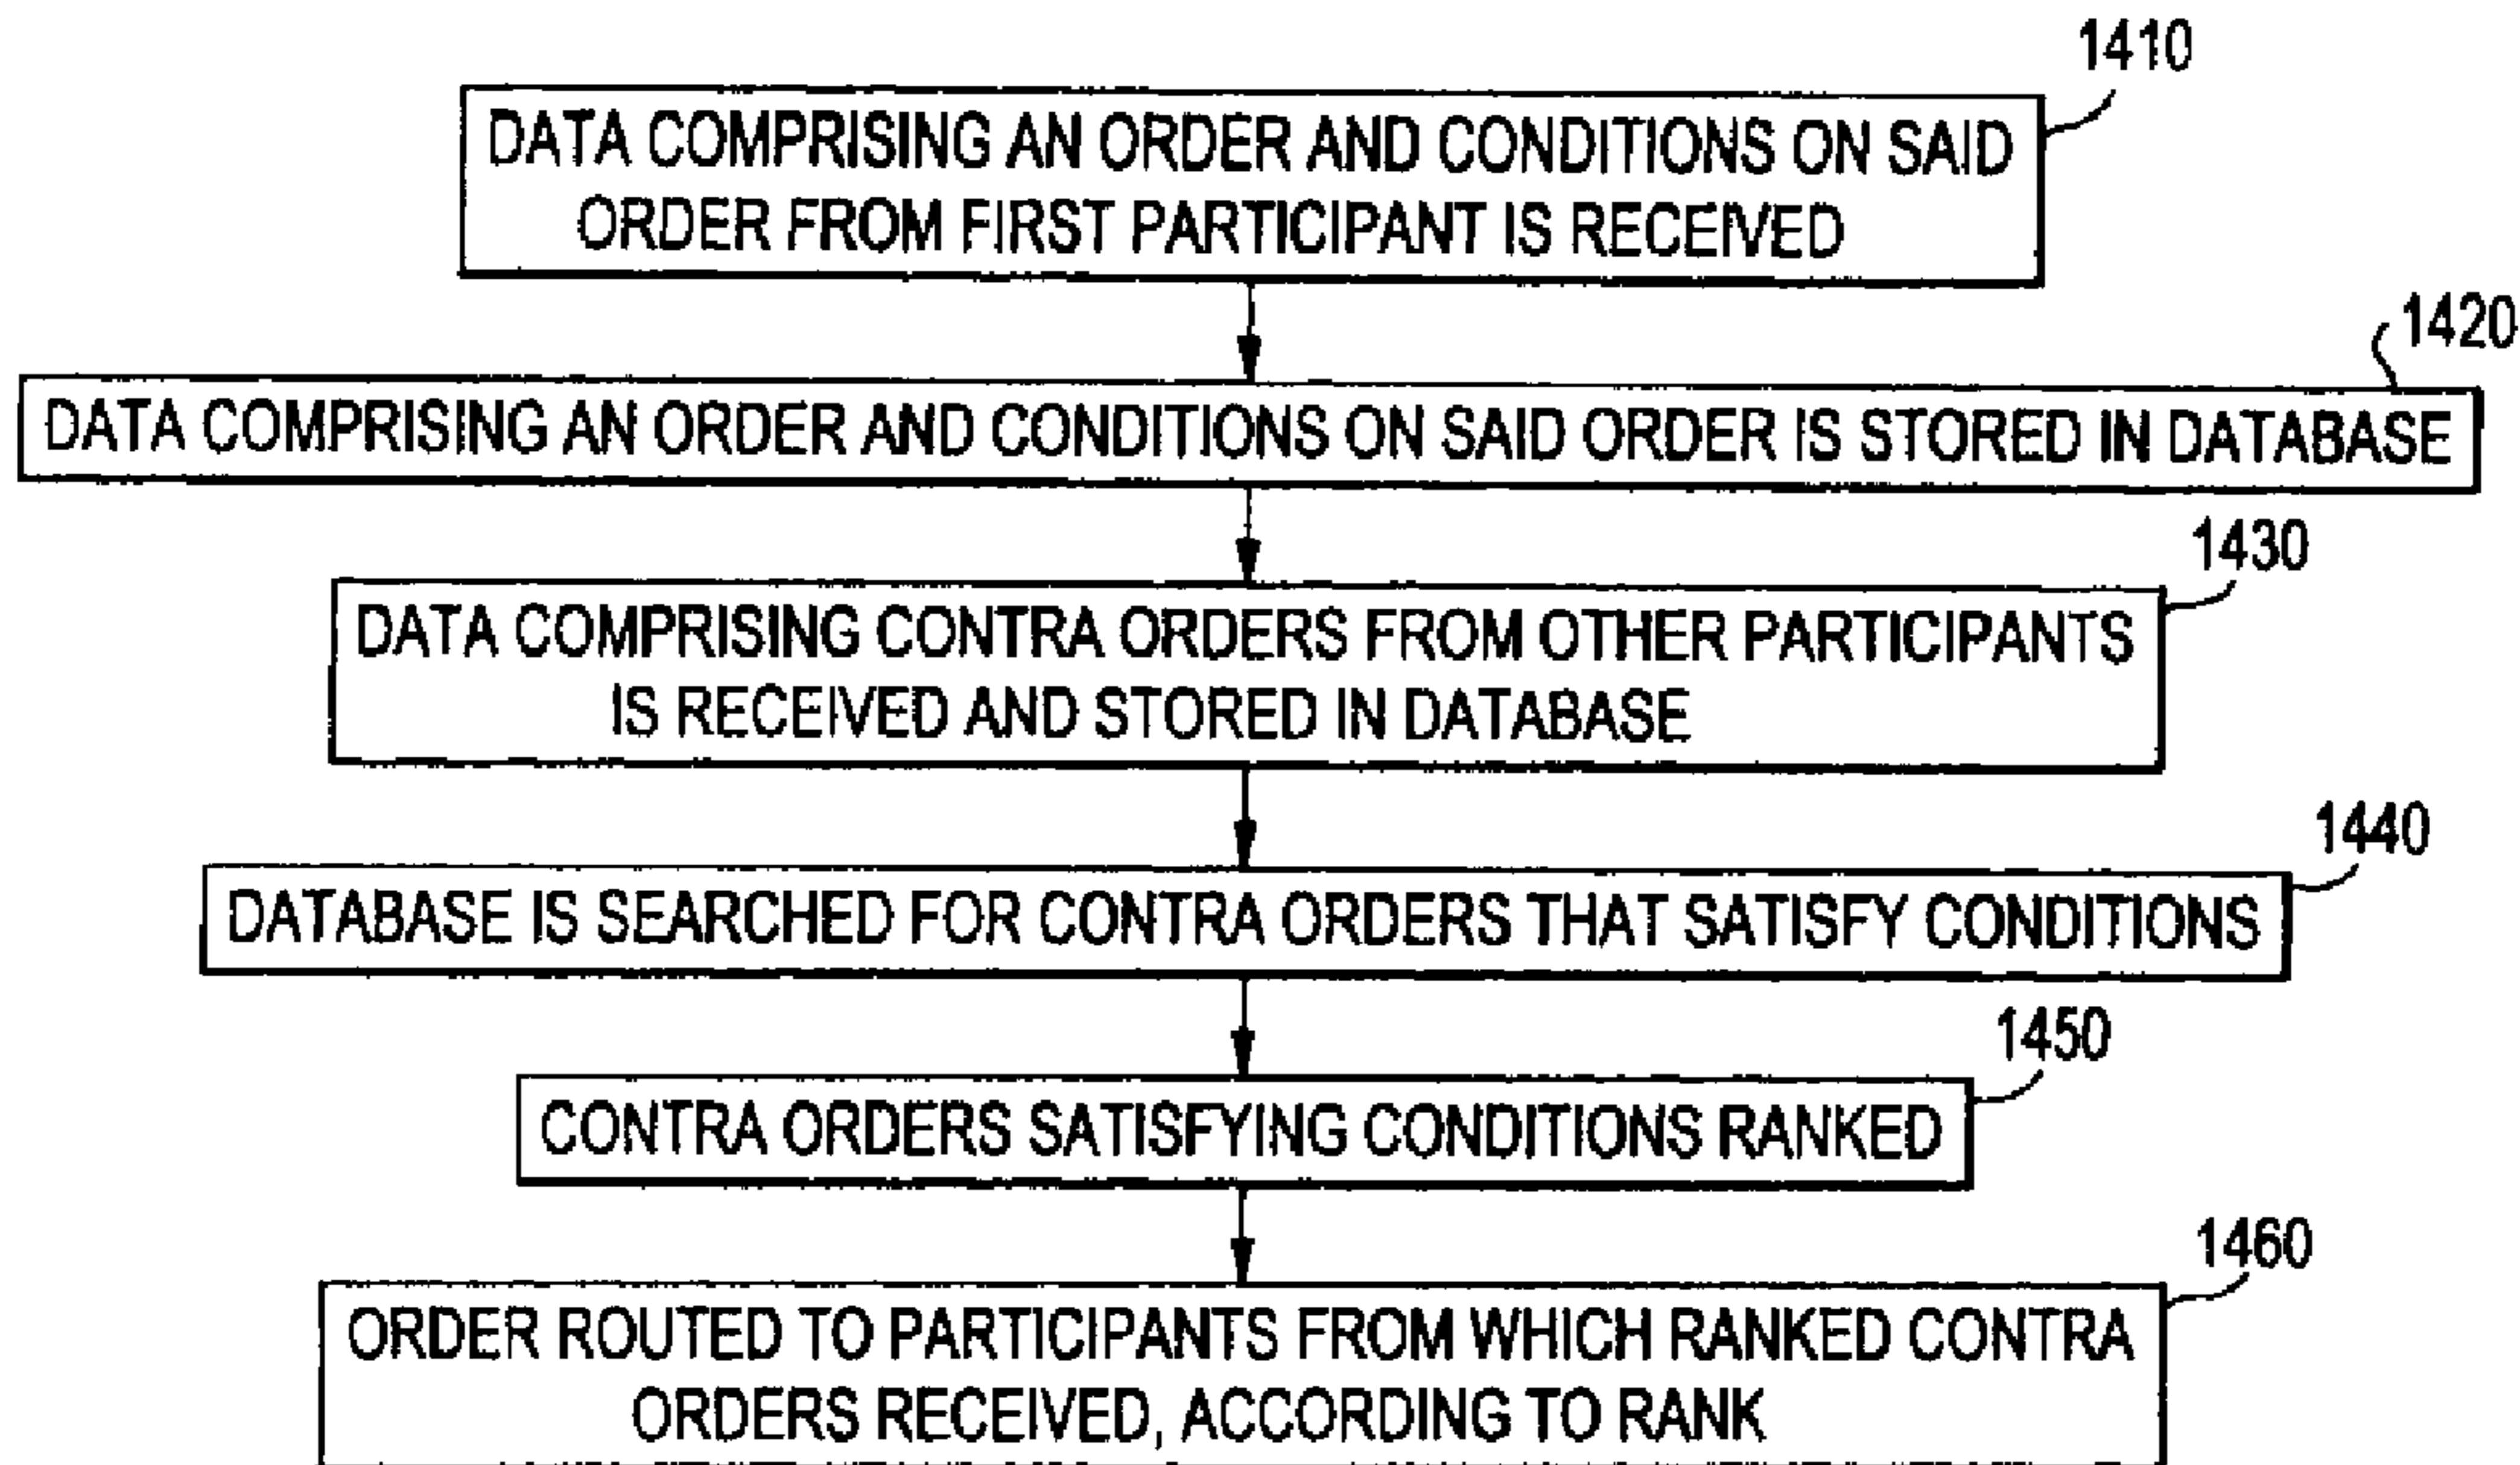 1410
DATA COMPRISING AN ORDER AND CONDITIONS ON SAID
ORDER FROM FIRST PARTICIPANT IS RECEIVED
1420
DATA COMPRISING AN ORDER AND CONDITIONS ON SAID ORDER IS STORED IN DATABASE
1430
DATA COMPRISING CONTRA ORDERS FROM OTHER PARTICIPANTS
IS RECEIVED AND STORED IN DATABASE
1440
DATABASE IS SEARCHED FOR CONTRA ORDERS THAT SATISFY CONDITIONS
1450
CONTRA ORDERS SATISFYING CONDITIONS RANKED
1460
ORDER ROUTED TO PARTICIPANTS FROM WHICH RANKED CONTRA
ORDERS RECEIVED, ACCORDING TO RANK